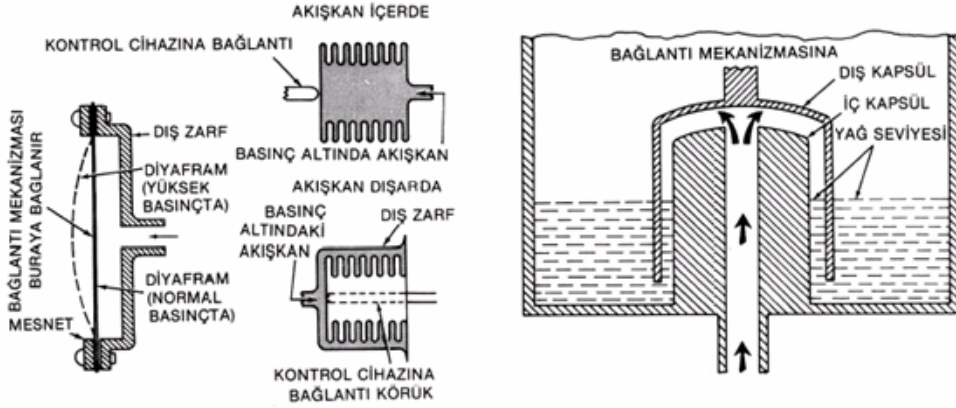 BAĞLANTI MEKANİZMASI
BURAYA BAĞLANIR
DIŞ ZARF
DİYAFRAM
(YÜKSEK
BASINÇTA)
DİYAFRAM
(NORMAL
BASINÇTA)
MESNET
AKIŞKAN İÇERDE
KONTROL CİHAZINA BAĞLANTI
BASINÇ ALTINDA AKIŞKAN
AKIŞKAN DIŞARDA
BASINÇ
ALTINDAKİ
AKIŞKAN
DIŞ ZARF
KONTROL CİHAZINA
BAĞLANTI KÖRÜK
BAĞLANTI MEKANİZMASINA
DIŞ KAPSÜL
İÇ KAPSÜL
YAĞ SEVİYESİ